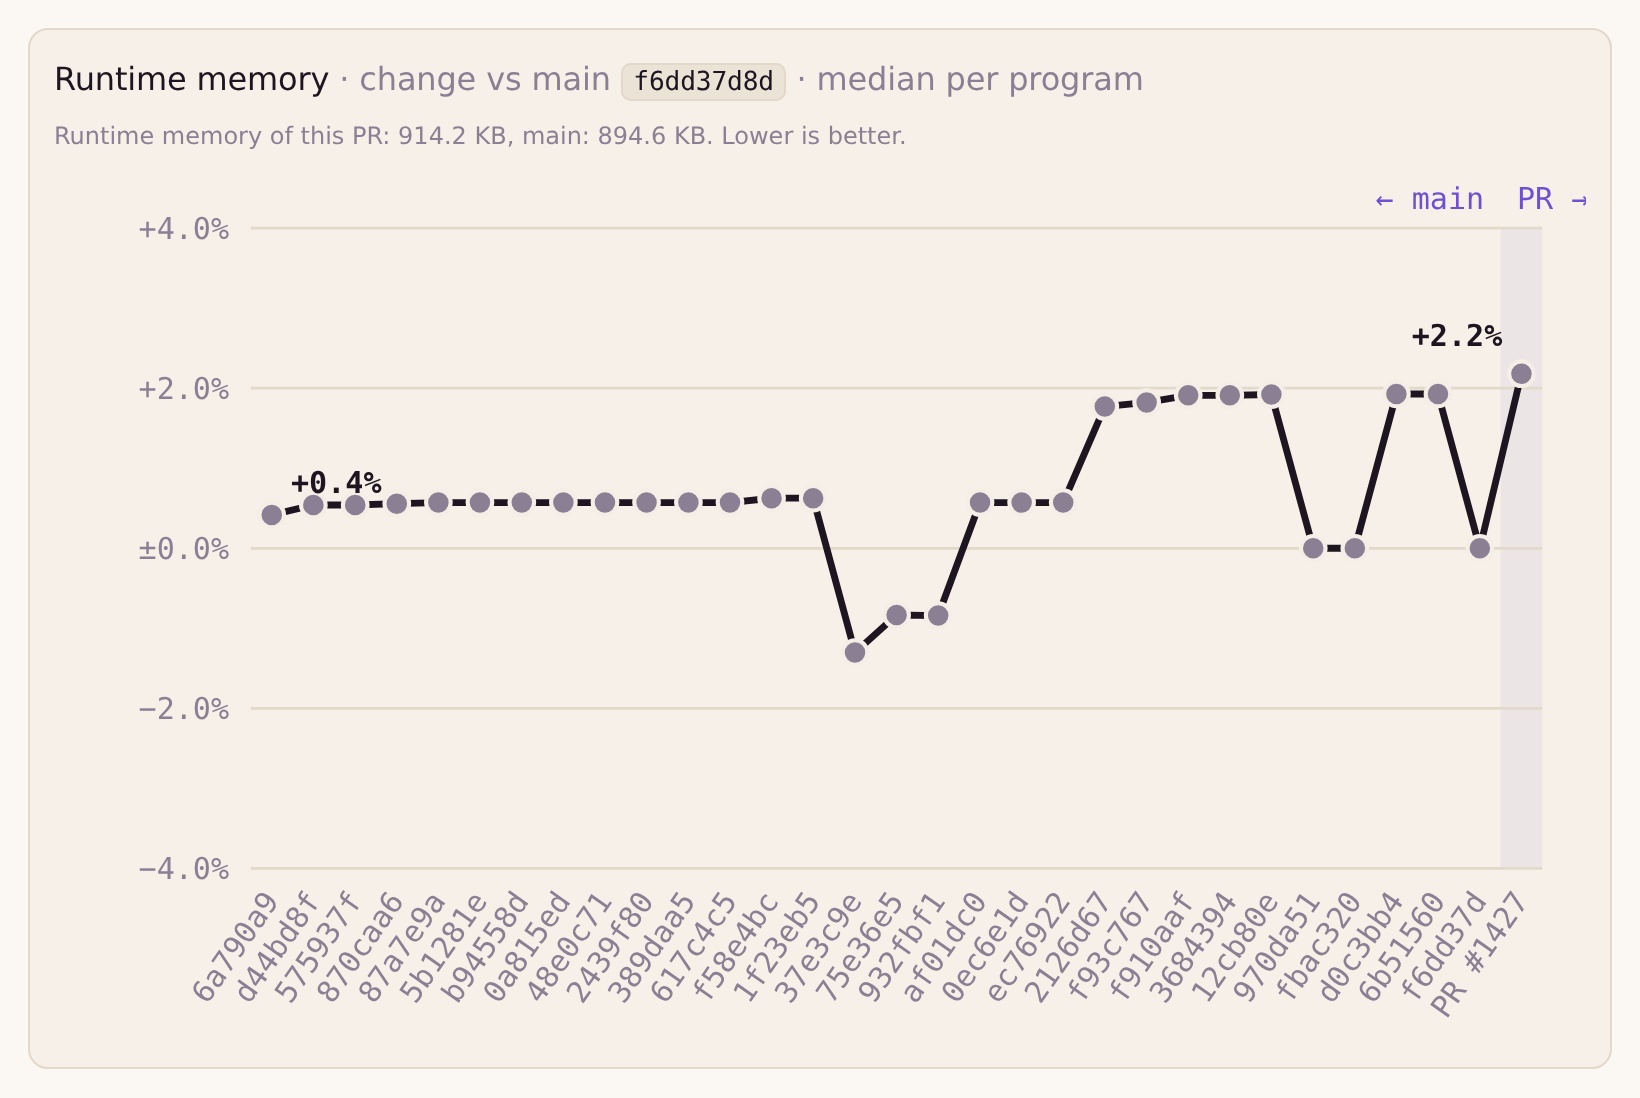 Runtime memory · change vs main f6dd37d8d · median per program
Runtime memory of this PR: 914.2 KB, main: 894.6 KB. Lower is better.
← main PR →
+4.0%
+2.2%
+2.0%
+0.4%
±0.0%
−2.0%
−4.0%
6a790a9
d44bd8f
575937f
870caa6
87a7e9a
5b1281e
b94558d
0a815ed
48e0c71
2439f80
389daa5
617c4c5
f58e4bc
1f23eb5
37e3c9e
75e36e5
932fbf1
af01dc0
0ec6e1d
ec76922
2126d67
f93c767
f910aaf
3684394
12cb80e
970da51
fbac320
d0c3bb4
6b51560
f6dd37d
PR #1427